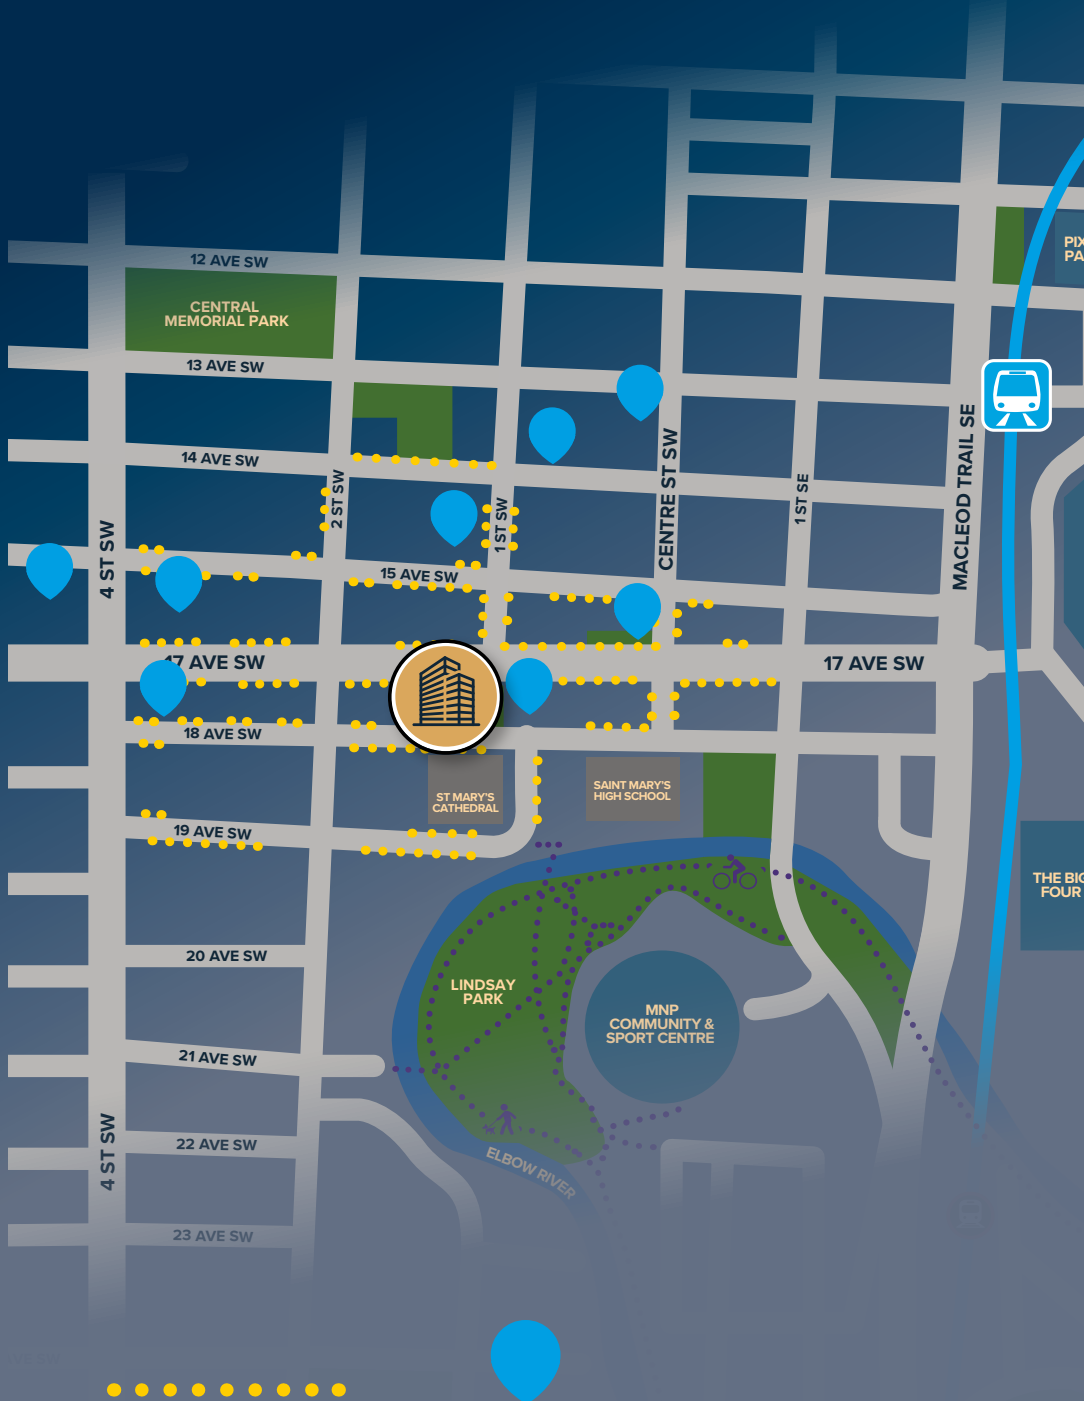 12 AVE SW
PIX
PA
CENTRAL
MEMORIAL PARK
13 AVE SW
14 AVE SW
2 ST SW
1 ST SW
CENTRE ST SW
1 ST SE
MACLEOD TRAIL SE
4 ST SW
15 AVE SW
17 AVE SW
17 AVE SW
18 AVE SW
ST MARY'S
CATHEDRAL
SAINT MARY'S
HIGH SCHOOL
19 AVE SW
THE BIG
FOUR
20 AVE SW
LINDSAY
PARK
MNP
COMMUNITY &
SPORT CENTRE
21 AVE SW
4 ST SW
22 AVE SW
ELBOW RIVER
23 AVE SW